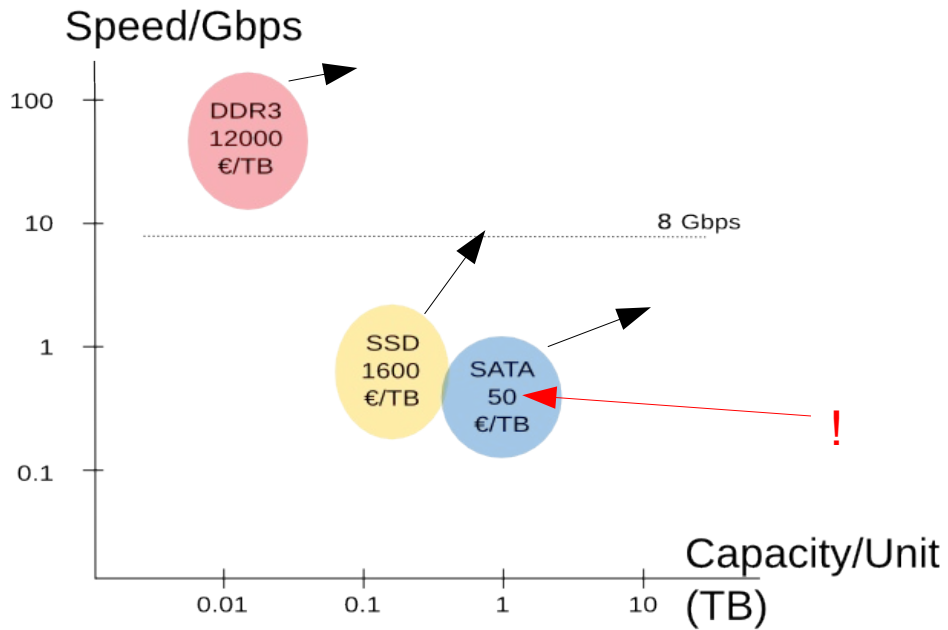 Speed/Gbps
100
DDR3
12000
€/TB
10
8 Gbps
1
SSD
1600
€/TB
SATA
50
€/TB
!
0.1
Capacity/Unit
(TB)
0.01
0.1
1
10